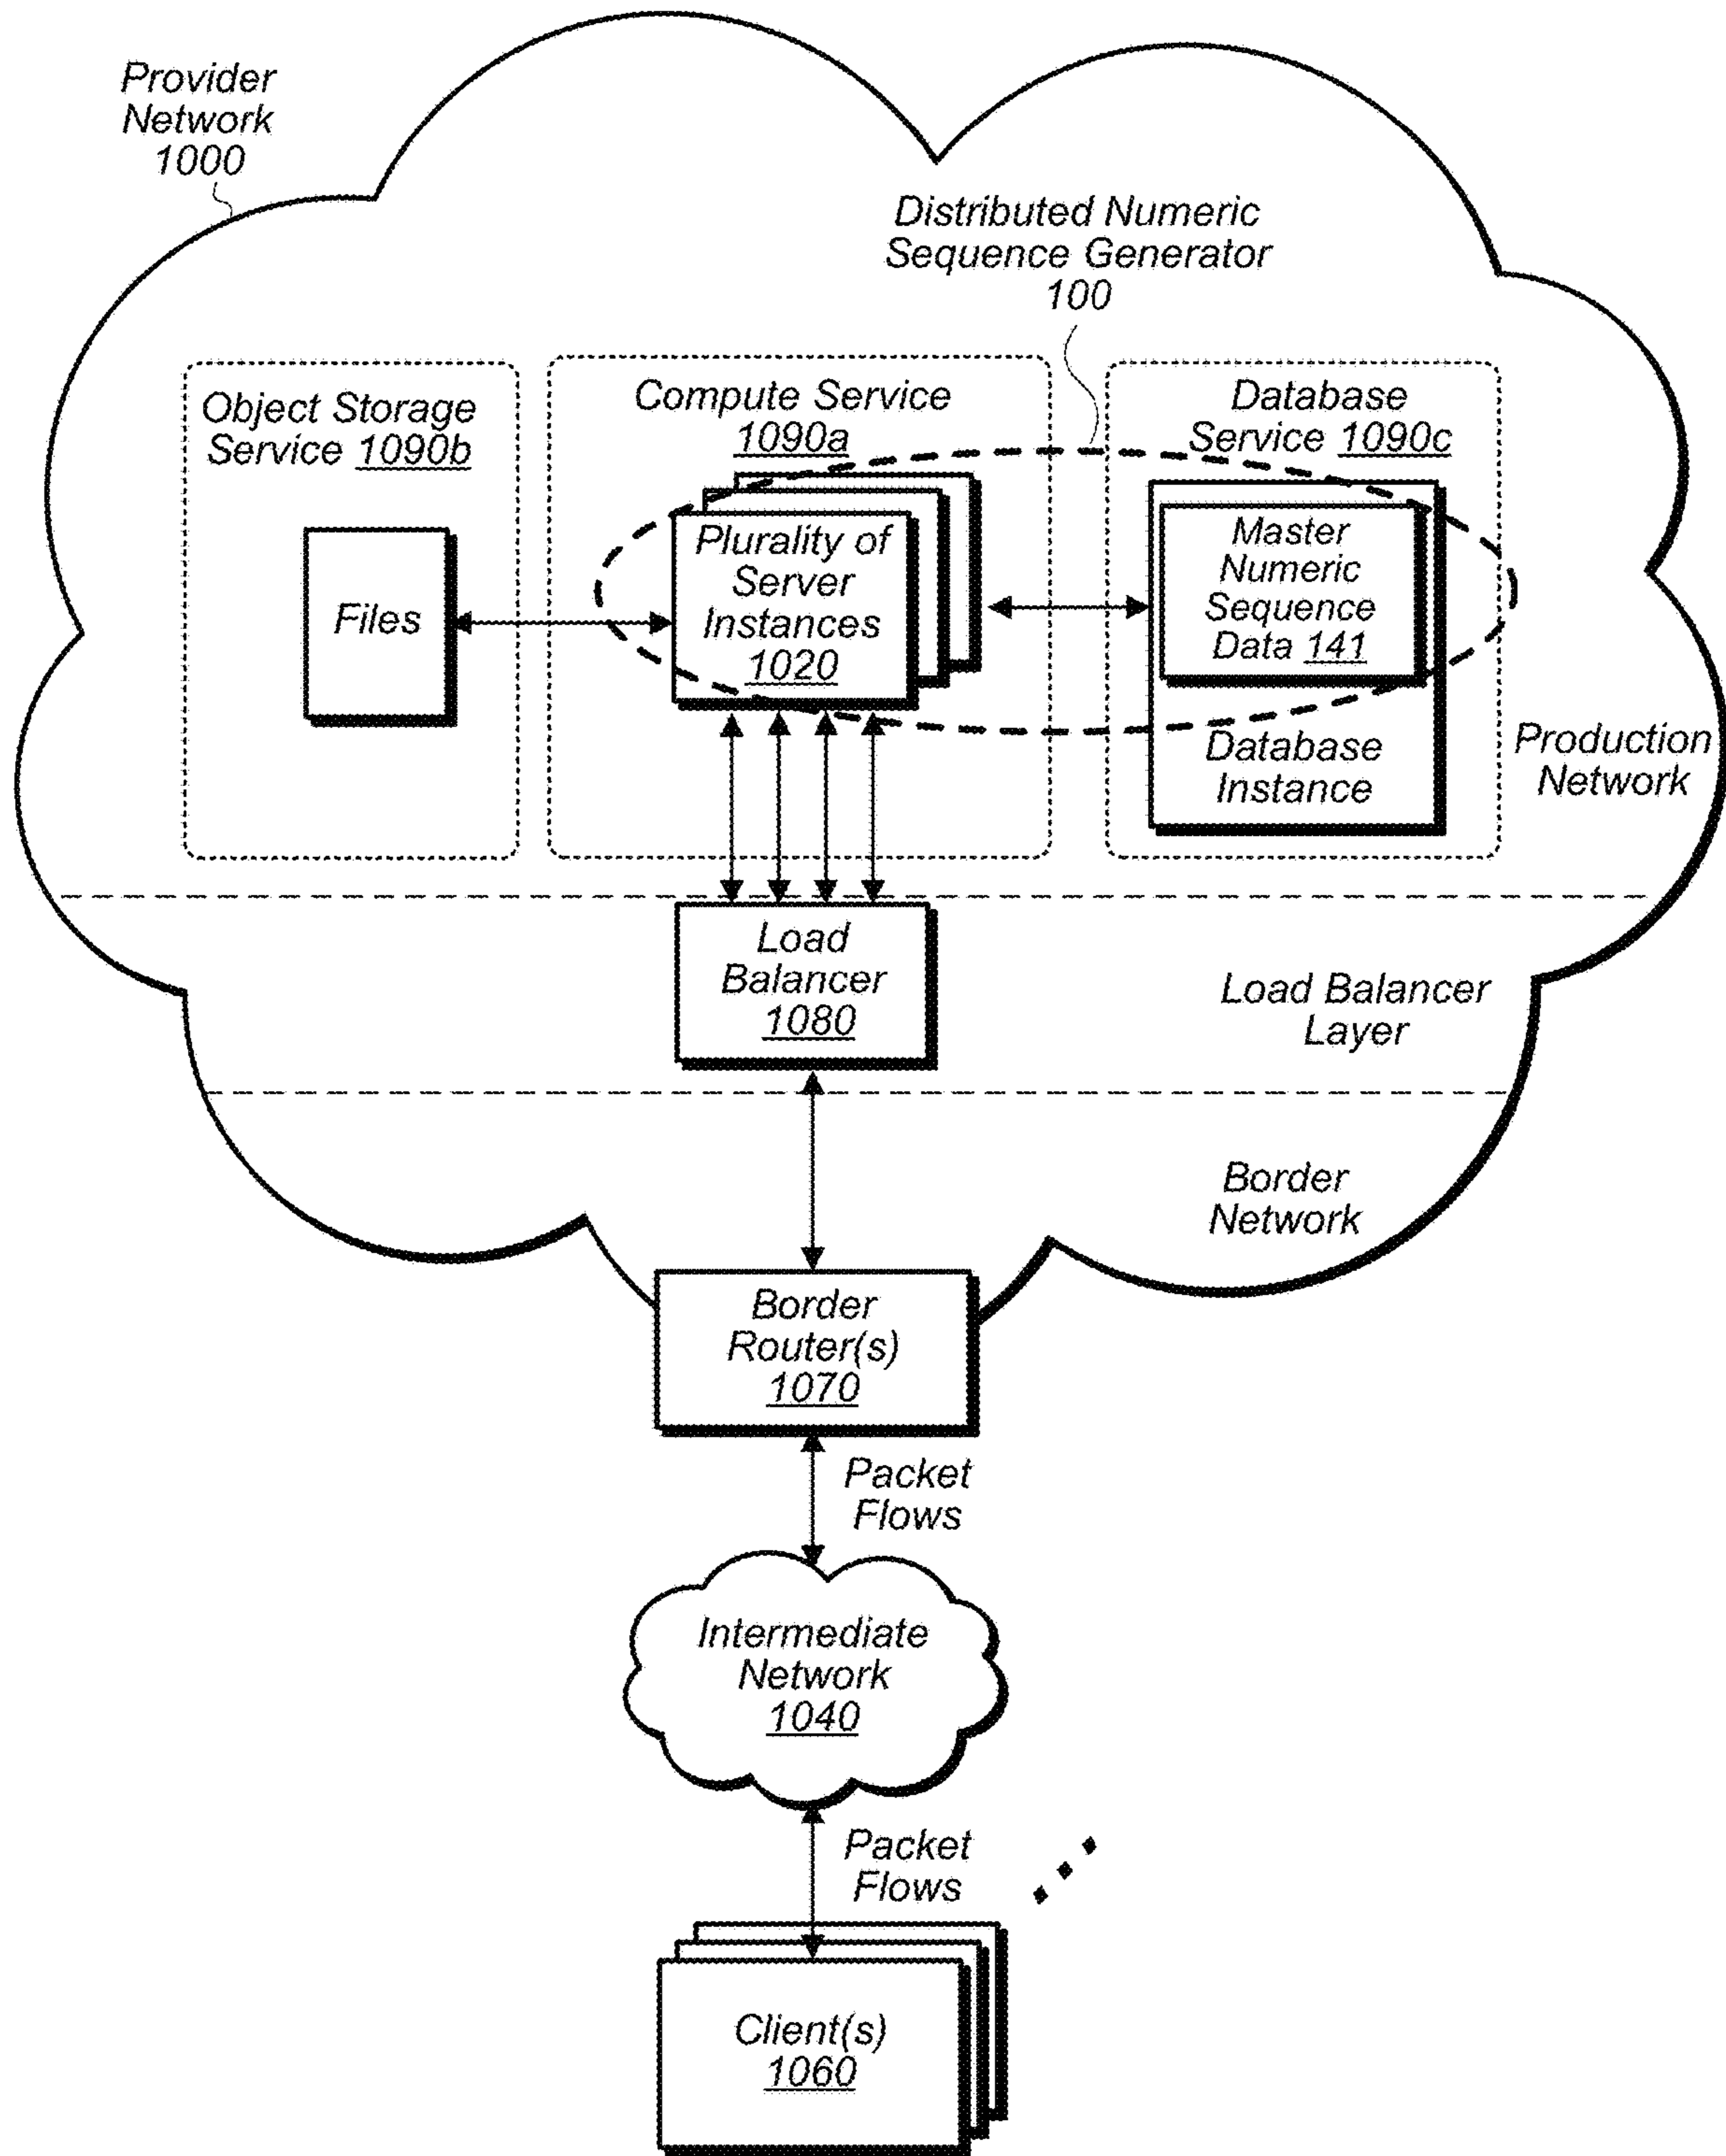 Provider
Network
1000
Distributed Numeric
Sequence Generator
100
Object Storage
Service 1090b
Files
Compute Service
1090a
Plurality of
Server
Instances
1020
Database
Service 1090c
Master
Numeric
Sequence
Data 141
Database
Instance
Production
Network
Load
Balancer
1080
Load Balancer
Layer
Border
Network
Border
Router(s)
1070
Packet
Flows
Intermediate
Network
1040
Packet
Flows
Client(s)
1060